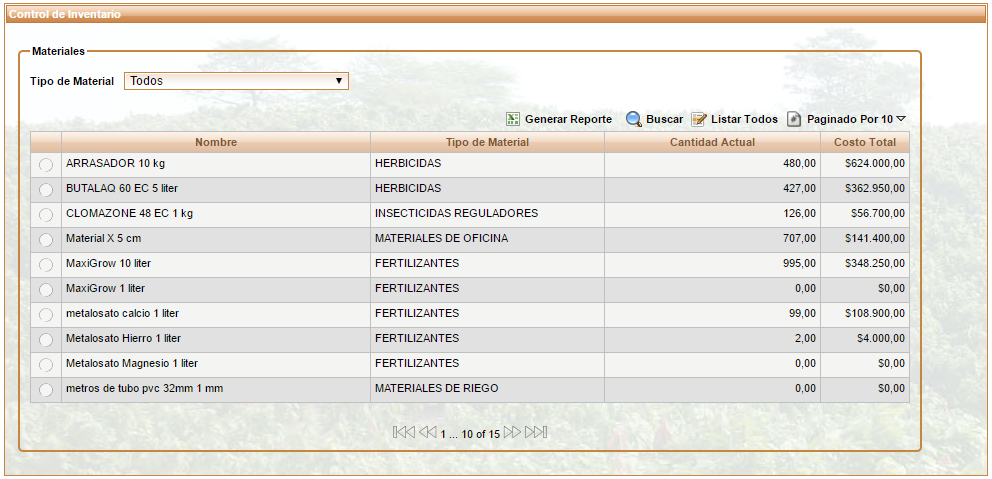 Control de Inventario
Materiales
Tipo de Material Todos
Generar Reporte Buscar Listar Todos Paginado Por 10
Nombre Tipo de Material Cantidad Actual Costo Total
ARRASADOR 10 kg HERBICIDAS 480,00 $624.000,00
BUTALAQ 60 EC 5 liter HERBICIDAS 427,00 $362.950,00
CLOMAZONE 48 EC 1 kg INSECTICIDAS REGULADORES 126,00 $56.700,00
Material X 5 cm MATERIALES DE OFICINA 707,00 $141.400,00
MaxiGrow 10 liter FERTILIZANTES 995,00 $348.250,00
MaxiGrow 1 liter FERTILIZANTES 0,00 $0,00
metalosato calcio 1 liter FERTILIZANTES 99,00 $108.900,00
Metalosato Hierro 1 liter FERTILIZANTES 2,00 $4.000,00
Metalosato Magnesio 1 liter FERTILIZANTES 0,00 $0,00
metros de tubo pvc 32mm 1 mm MATERIALES DE RIEGO 0,00 $0,00
1 ... 10 of 15